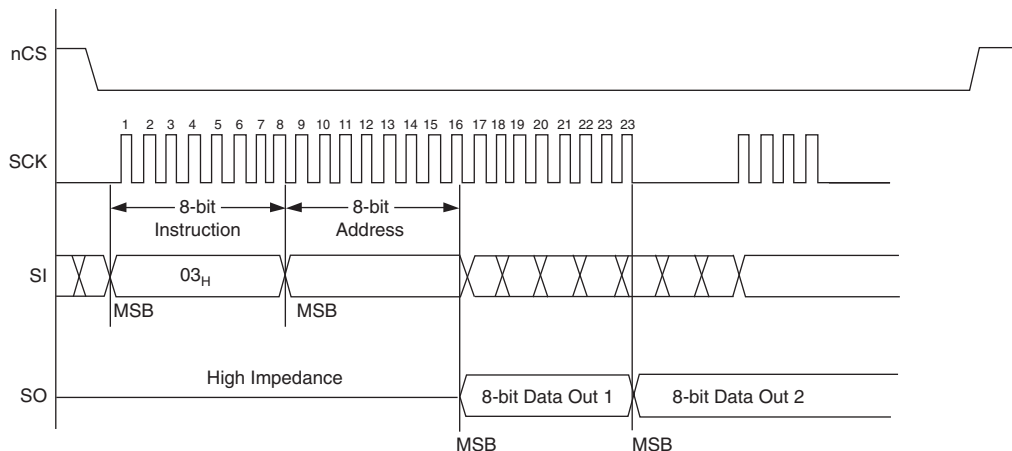 nCS
1 2 3 4 5 6 7 8 9 10 11 12 13 14 15 16 17 18 19 20 21 22 23 23
SCK
8-bit Instruction
8-bit Address
SI
03H
MSB
MSB
High Impedance
SO
8-bit Data Out 1
8-bit Data Out 2
MSB
MSB